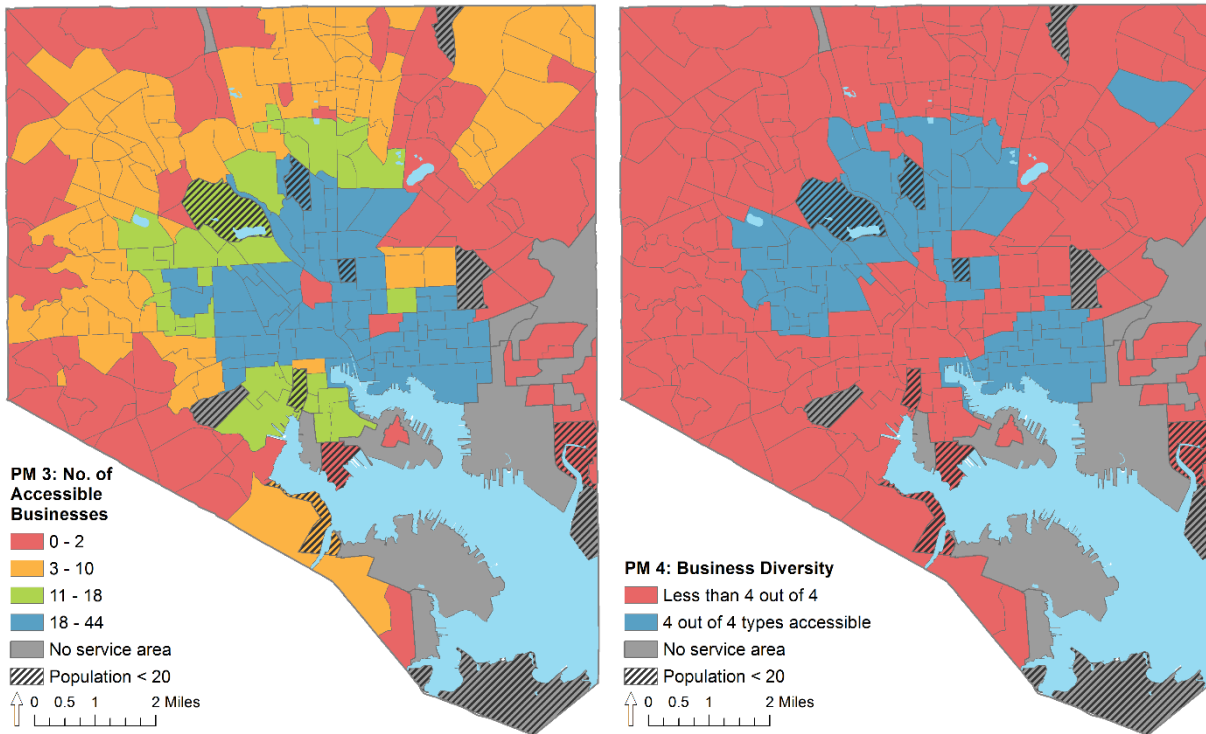 PM 3: No. of
Accessible
Businesses
0 - 2
3 - 10
11 - 18
18 - 44
No service area
Population < 20
0 0.5 1 2 Miles
PM 4: Business Diversity
Less than 4 out of 4
4 out of 4 types accessible
No service area
Population < 20
0 0.5 1 2 Miles